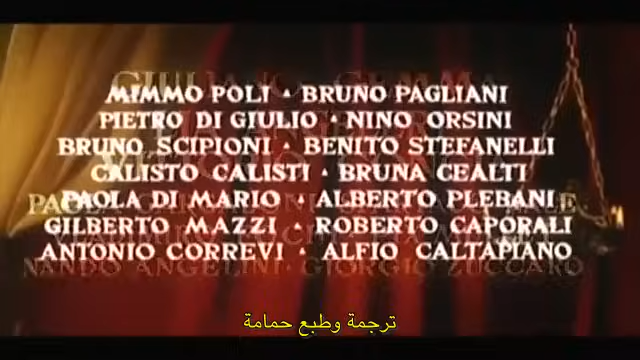 MIMMO POLI · BRUNO PAGLIANI
PIETRO DI GIULIO · NINO ORSINI
BRUNO SCIPIONI · BENITO STEFANELLI
CALISTO CALISTI · BRUNA CEALTI
PAOLA DI MARIO · ALBERTO PLEBANI
GILBERTO MAZZI · ROBERTO CAPORALI
ANTONIO CORREVI · ALFIO CALTAPIANO
NANDO ANGELINI · GIORGIO ZUCCARO
ترجمة وطبع حمامة